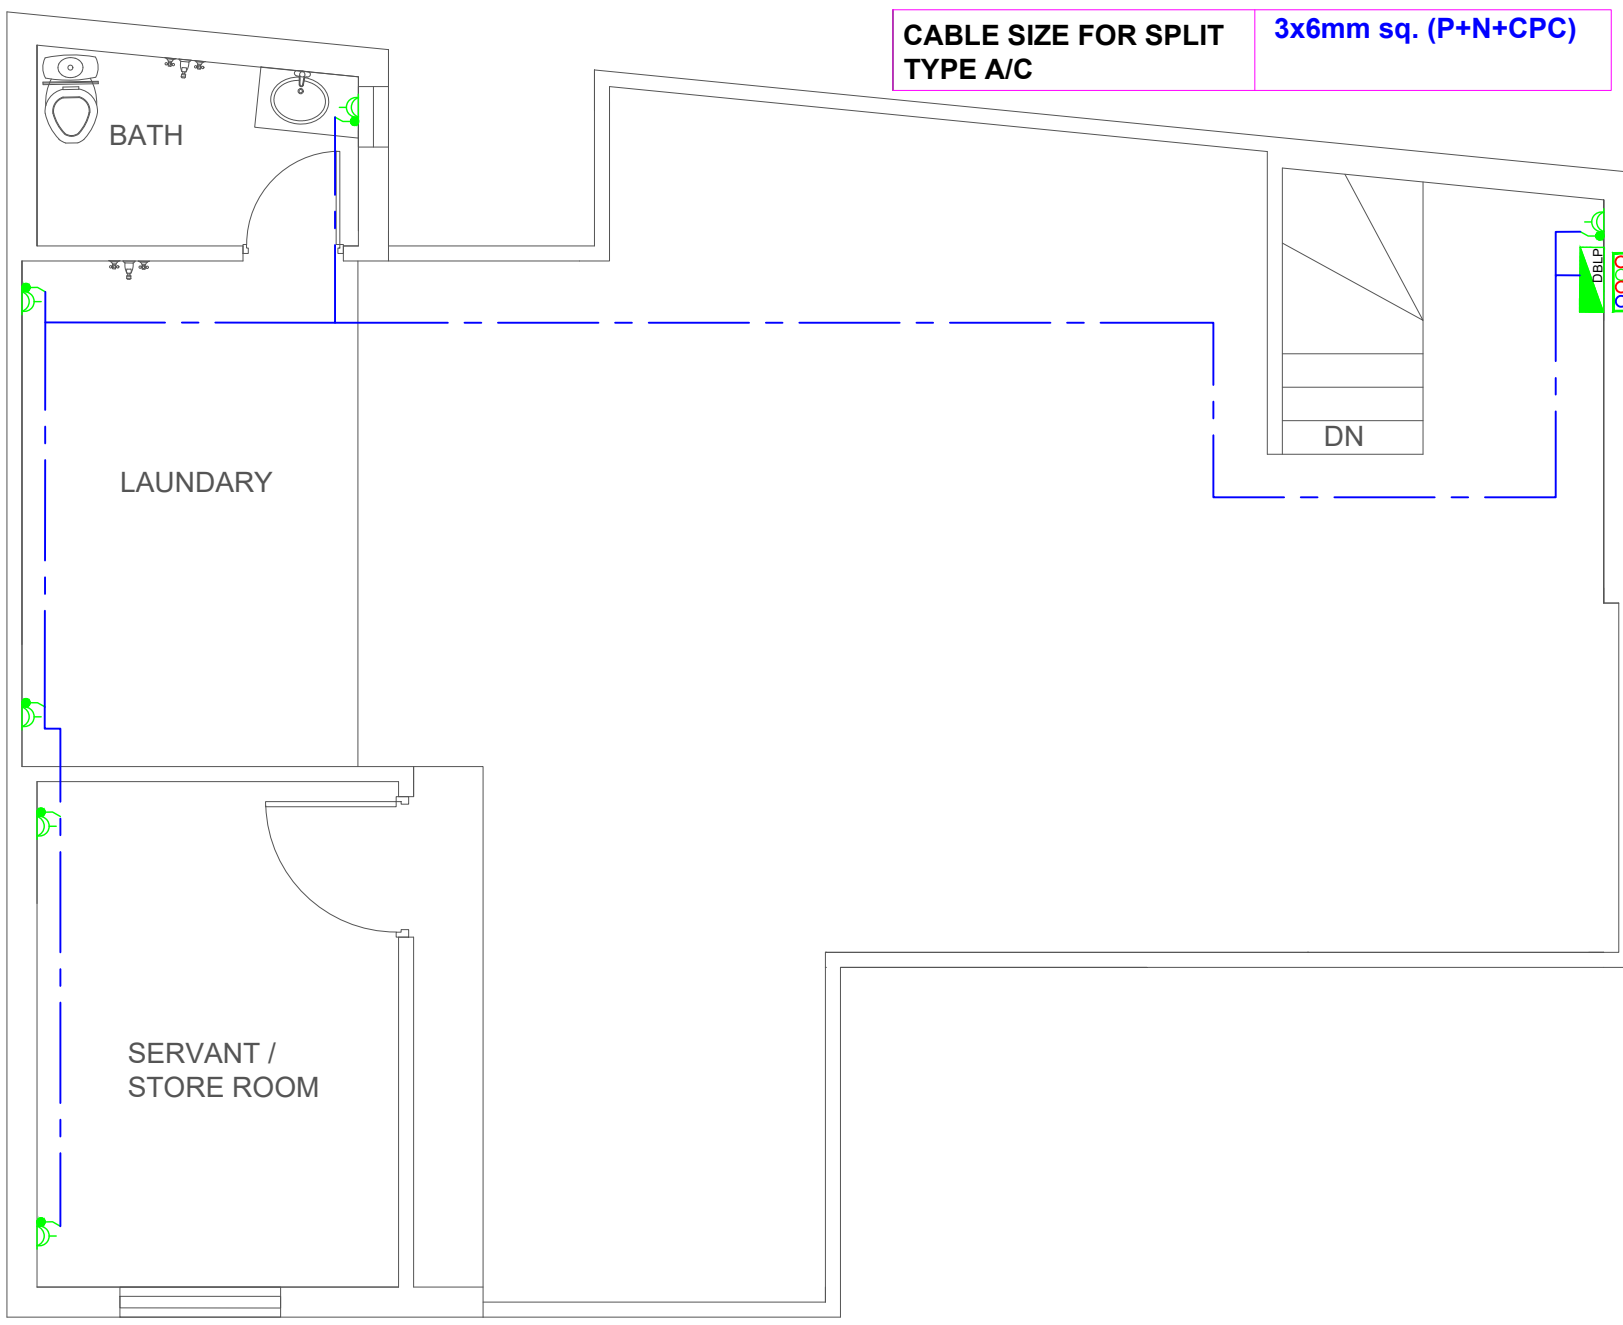 CABLE SIZE FOR SPLIT
TYPE A/C
3x6mm sq. (P+N+CPC)
BATH
DBLP
DN
LAUNDARY
SERVANT /
STORE ROOM